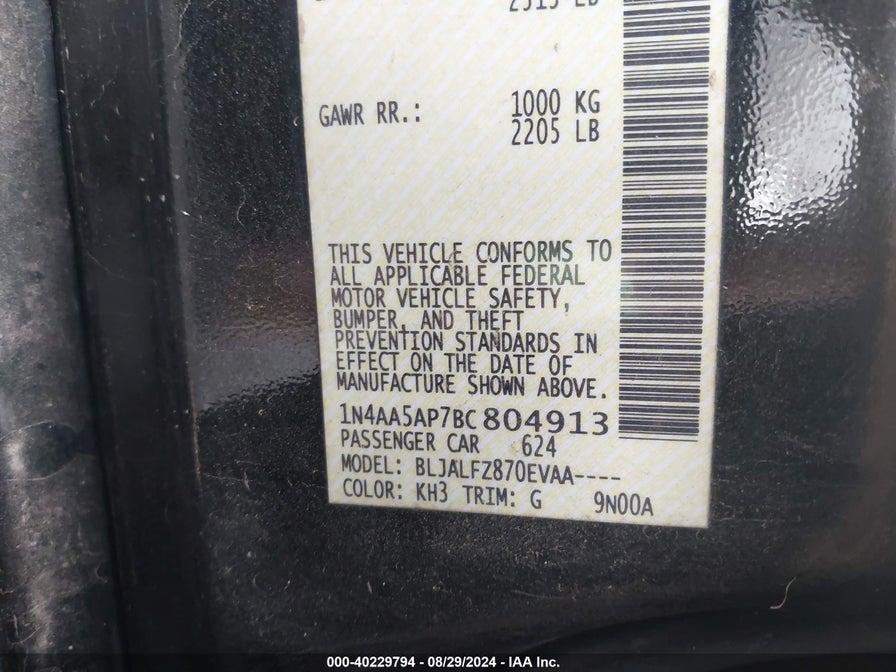 2515 LB
GAWR RR.: 1000 KG
2205 LB
THIS VEHICLE CONFORMS TO
ALL APPLICABLE FEDERAL
MOTOR VEHICLE SAFETY,
BUMPER, AND THEFT
PREVENTION STANDARDS IN
EFFECT ON THE DATE OF
MANUFACTURE SHOWN ABOVE.
1N4AA5AP7BC804913
PASSENGER CAR 624
MODEL: BLJALFZ870EVAA----
COLOR: KH3 TRIM: G 9N00A
000-40229794 - 08/29/2024 - IAA Inc.